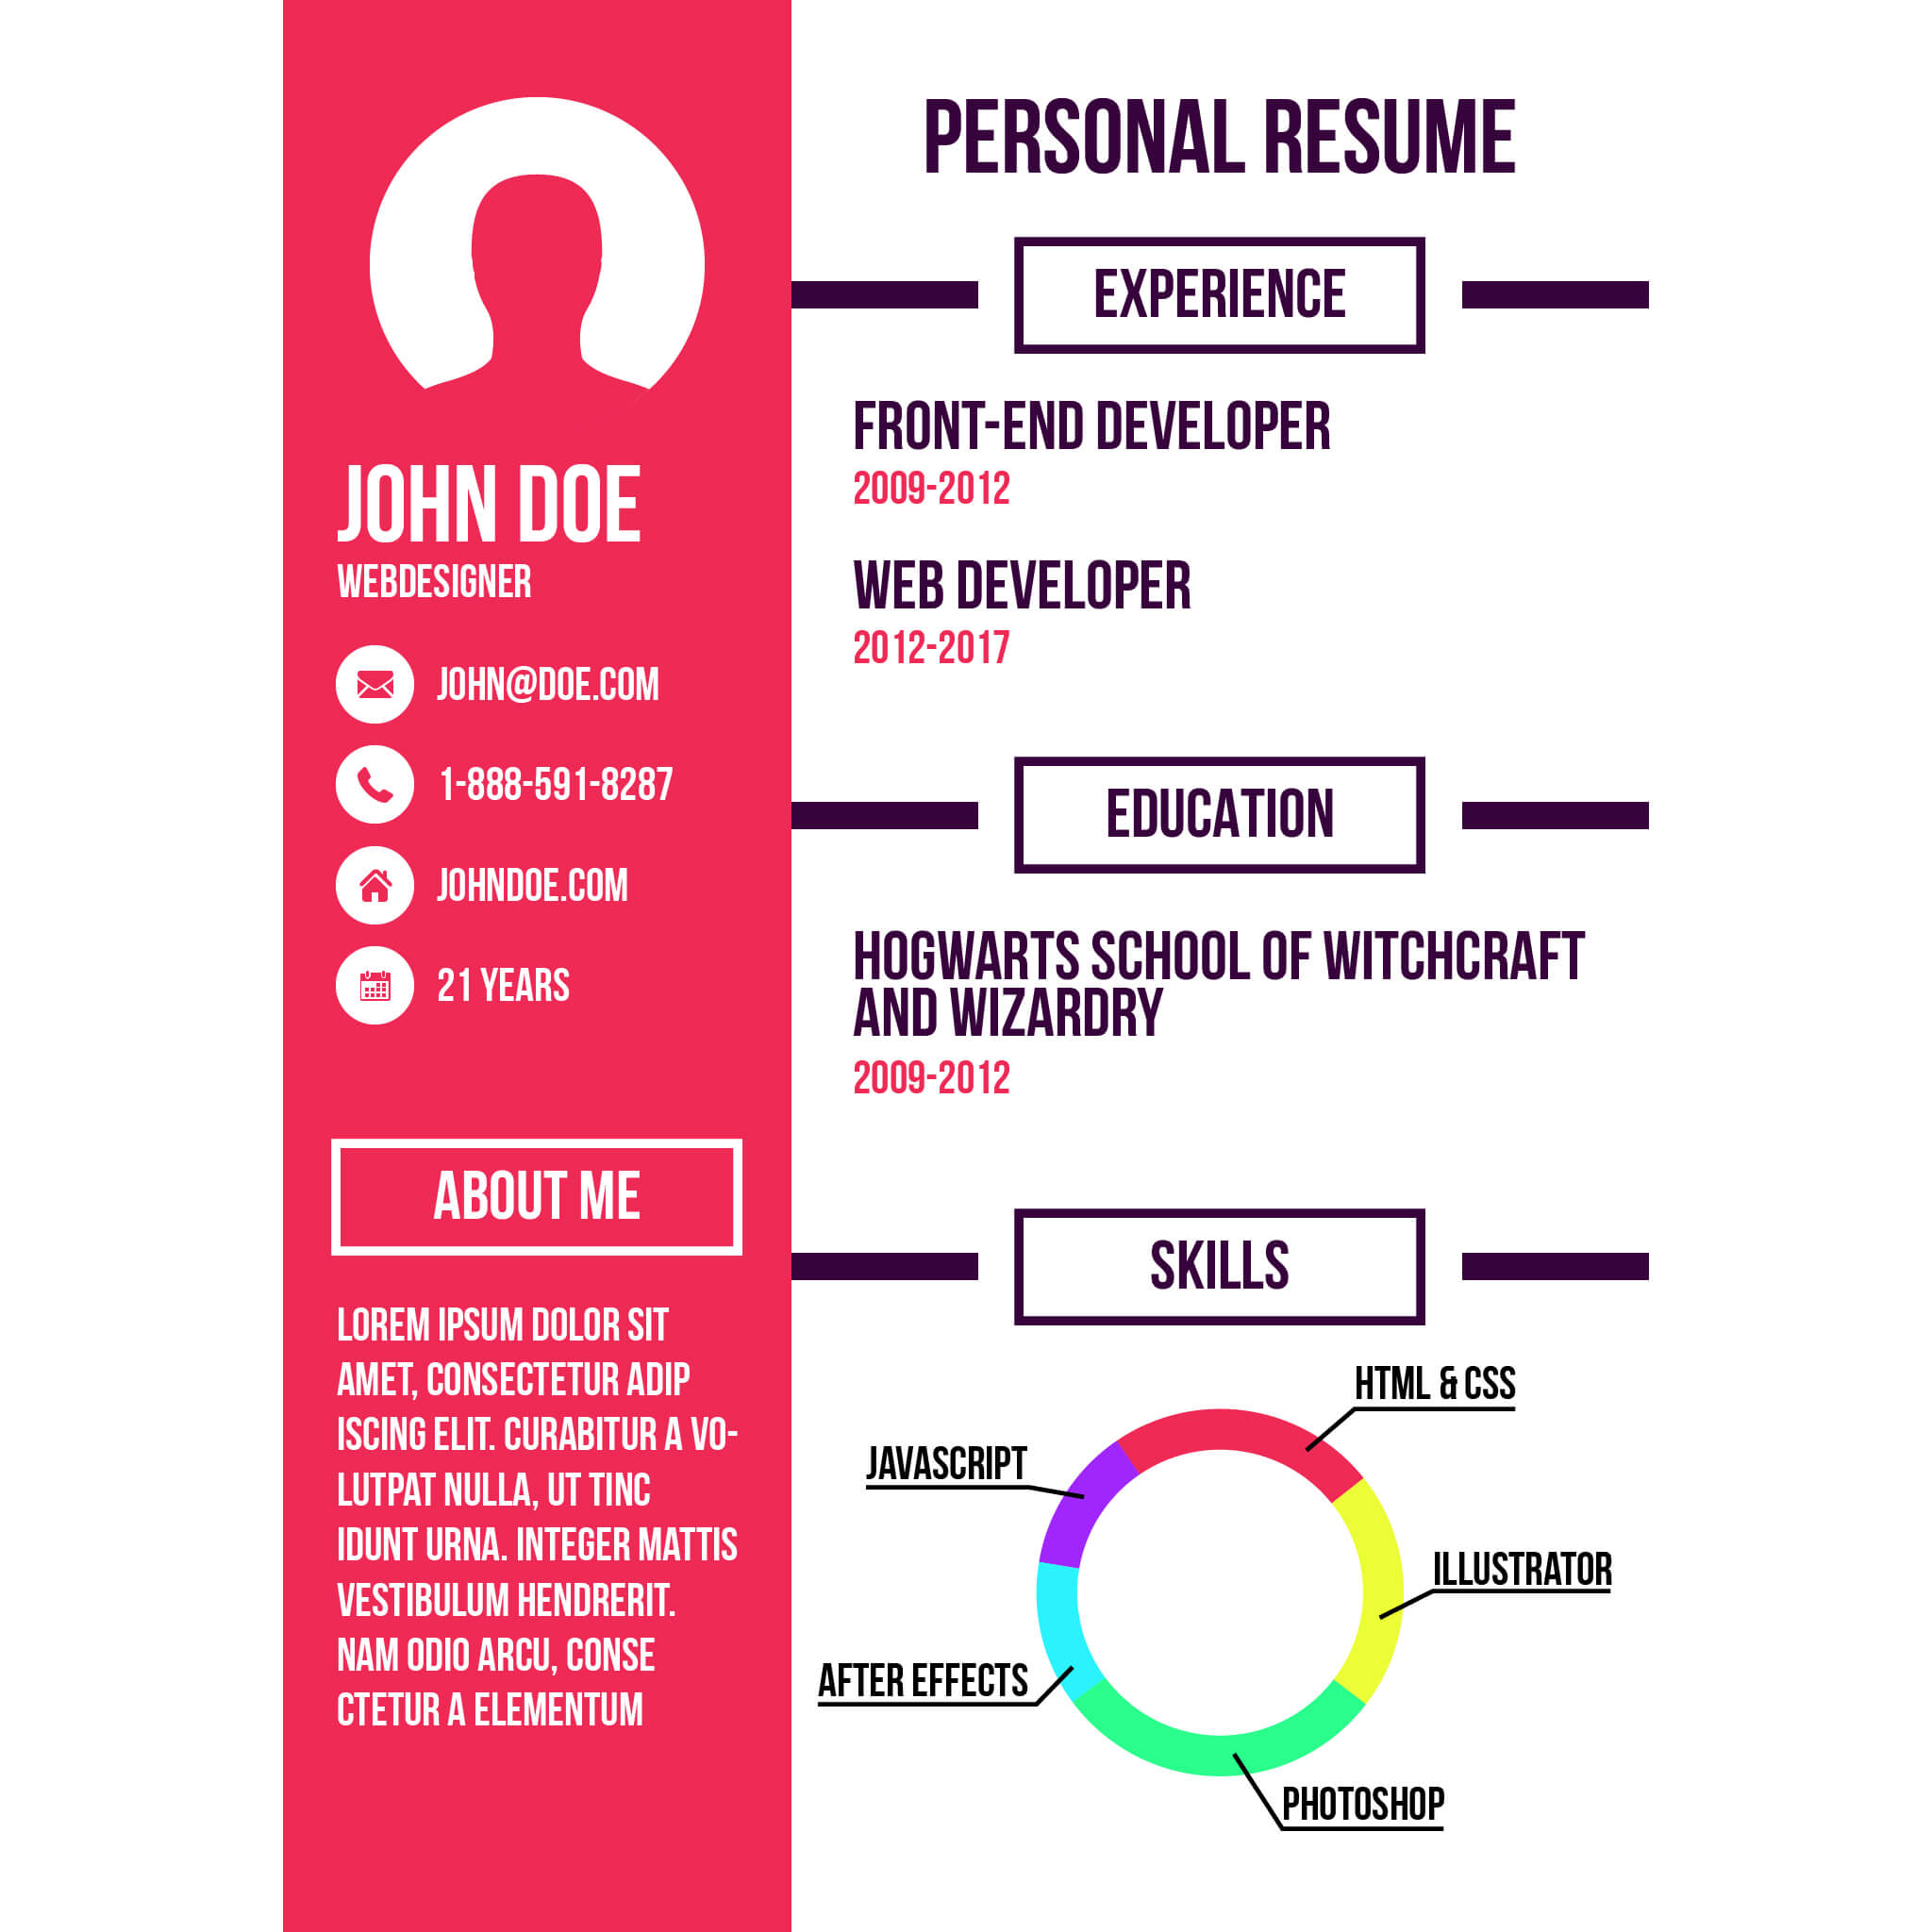 JOHN DOE
WEBDESIGNER
JOHN@DOE.COM
1-888-591-8287
JOHNDOE.COM
21 YEARS
ABOUT ME
LOREM IPSUM DOLOR SIT
AMET, CONSECTETUR ADIP
ISCING ELIT. CURABITUR A VO-
LUTPAT NULLA, UT TINC
IDUNT URNA. INTEGER MATTIS
VESTIBULUM HENDRERIT.
NAM ODIO ARCU, CONSE
CTETUR A ELEMENTUM
PERSONAL RESUME
EXPERIENCE
FRONT-END DEVELOPER
2009-2012
WEB DEVELOPER
2012-2017
EDUCATION
HOGWARTS SCHOOL OF WITCHCRAFT
AND WIZARDRY
2009-2012
SKILLS
HTML & CSS
JAVASCRIPT
ILLUSTRATOR
AFTER EFFECTS
PHOTOSHOP